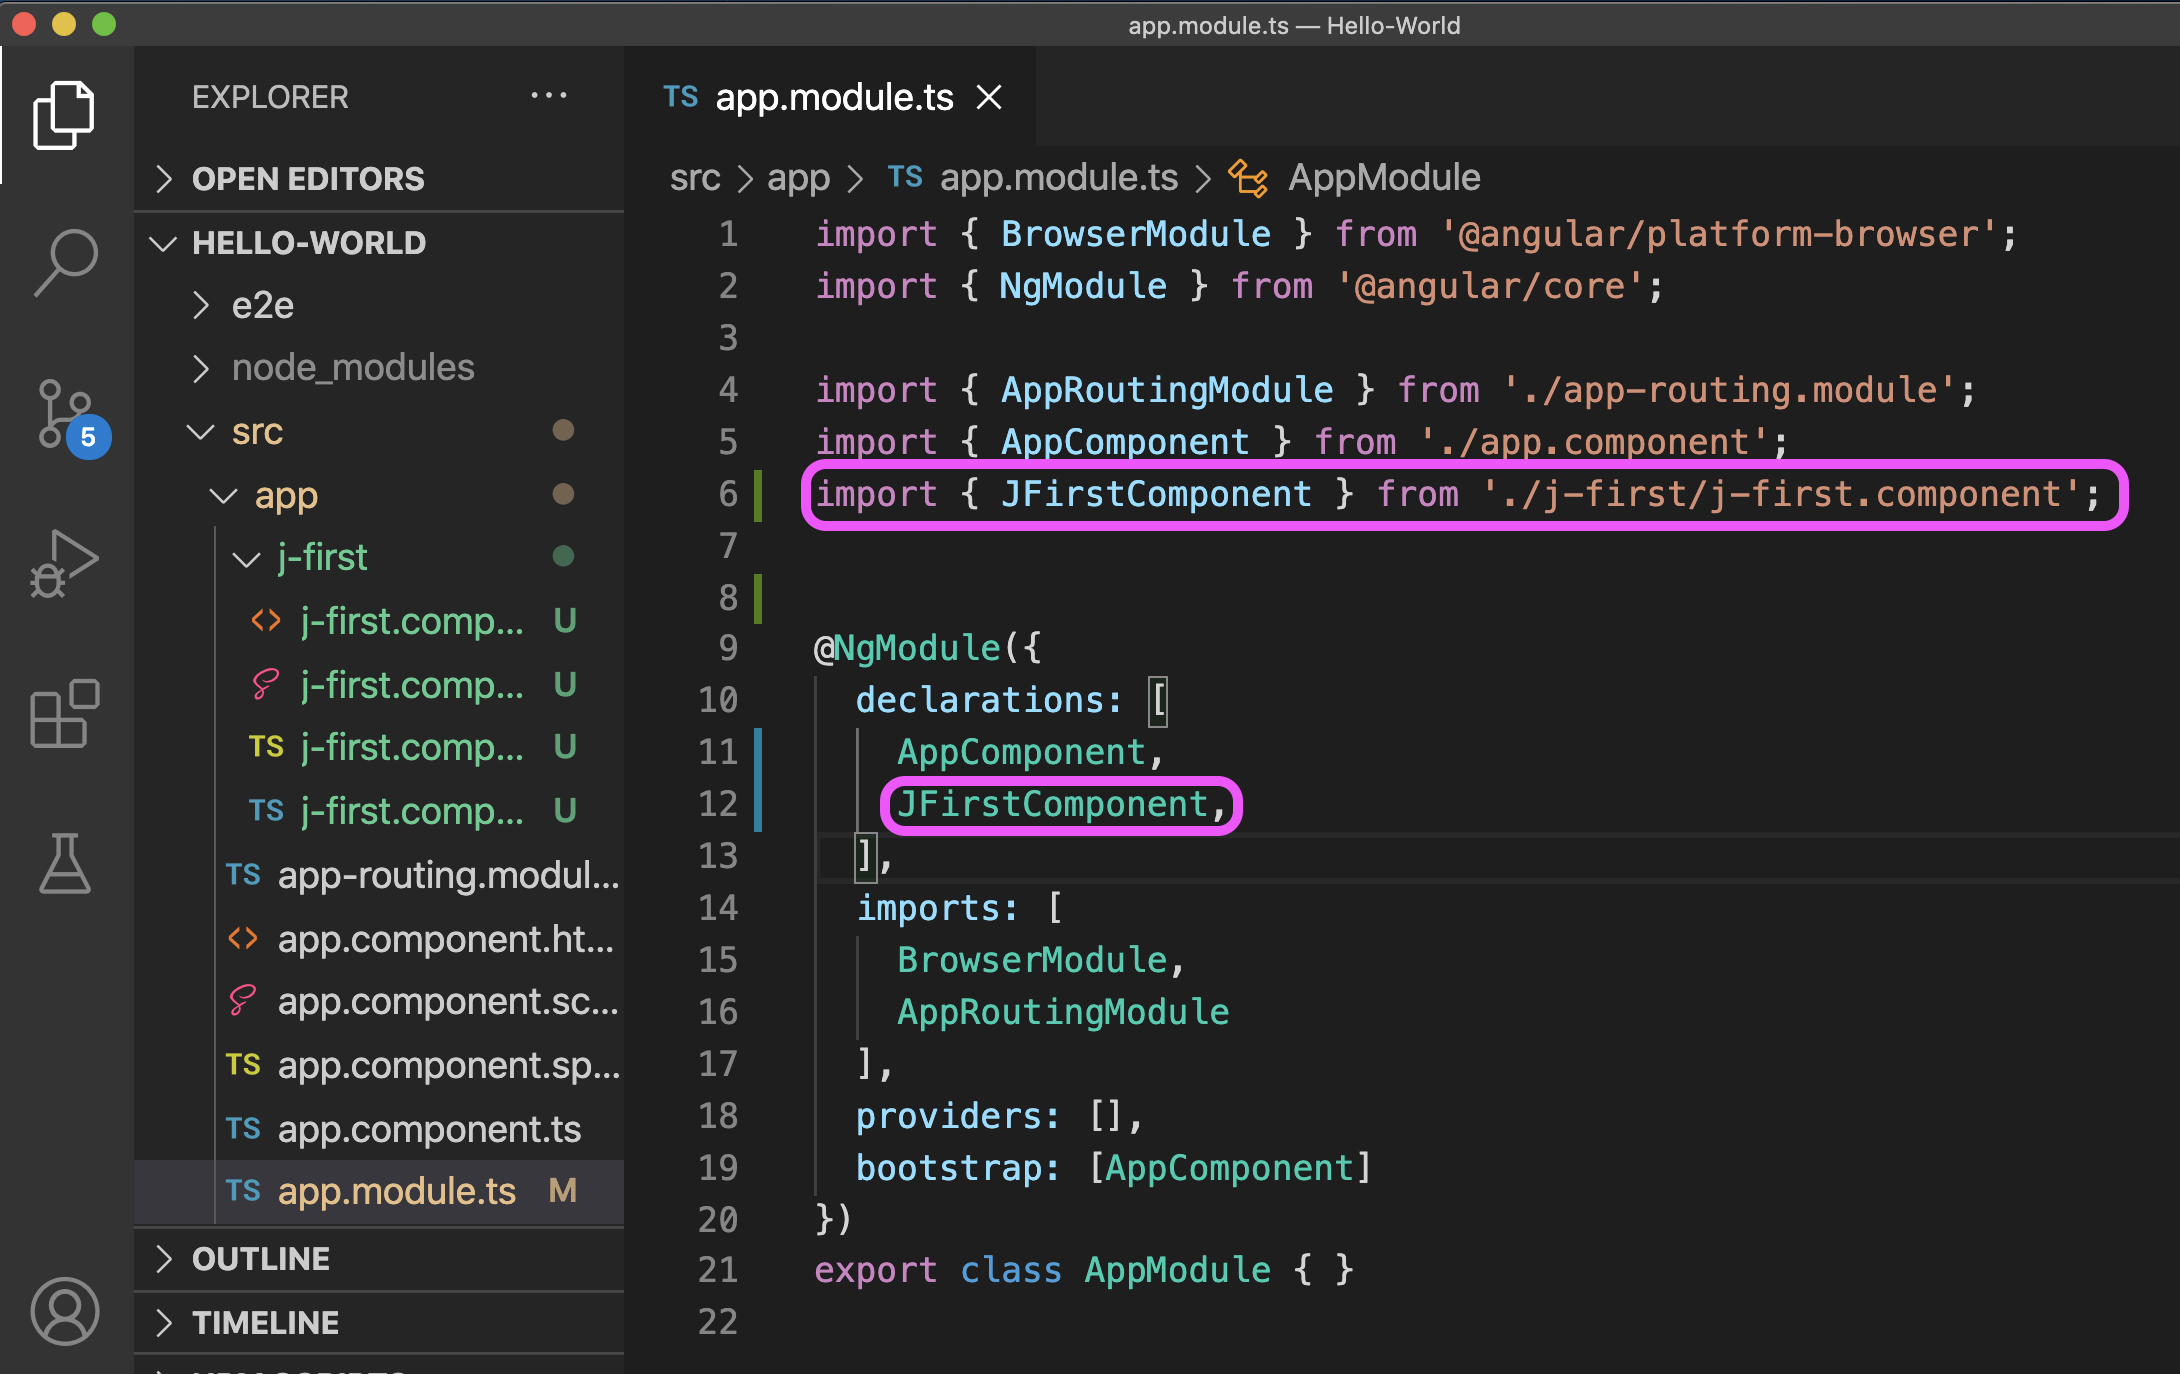 app.module.ts — Hello-World
EXPLORER ···
OPEN EDITORS
HELLO-WORLD
e2e
node_modules
5
src
app
j-first
<> j-first.comp... U
j-first.comp... U
TS j-first.comp... U
TS j-first.comp... U
TS app-routing.modul...
<> app.component.ht...
app.component.sc...
TS app.component.sp...
TS app.component.ts
TS app.module.ts M
OUTLINE
TIMELINE
TS app.module.ts ×
src > app > TS app.module.ts > AppModule
1 import { BrowserModule } from '@angular/platform-browser';
2 import { NgModule } from '@angular/core';
3
4 import { AppRoutingModule } from './app-routing.module';
5 import { AppComponent } from './app.component';
6 import { JFirstComponent } from './j-first/j-first.component';
7
8
9 @NgModule({
10 declarations: [
11 AppComponent,
12 JFirstComponent,
13 ],
14 imports: [
15 BrowserModule,
16 AppRoutingModule
17 ],
18 providers: [],
19 bootstrap: [AppComponent]
20 })
21 export class AppModule { }
22